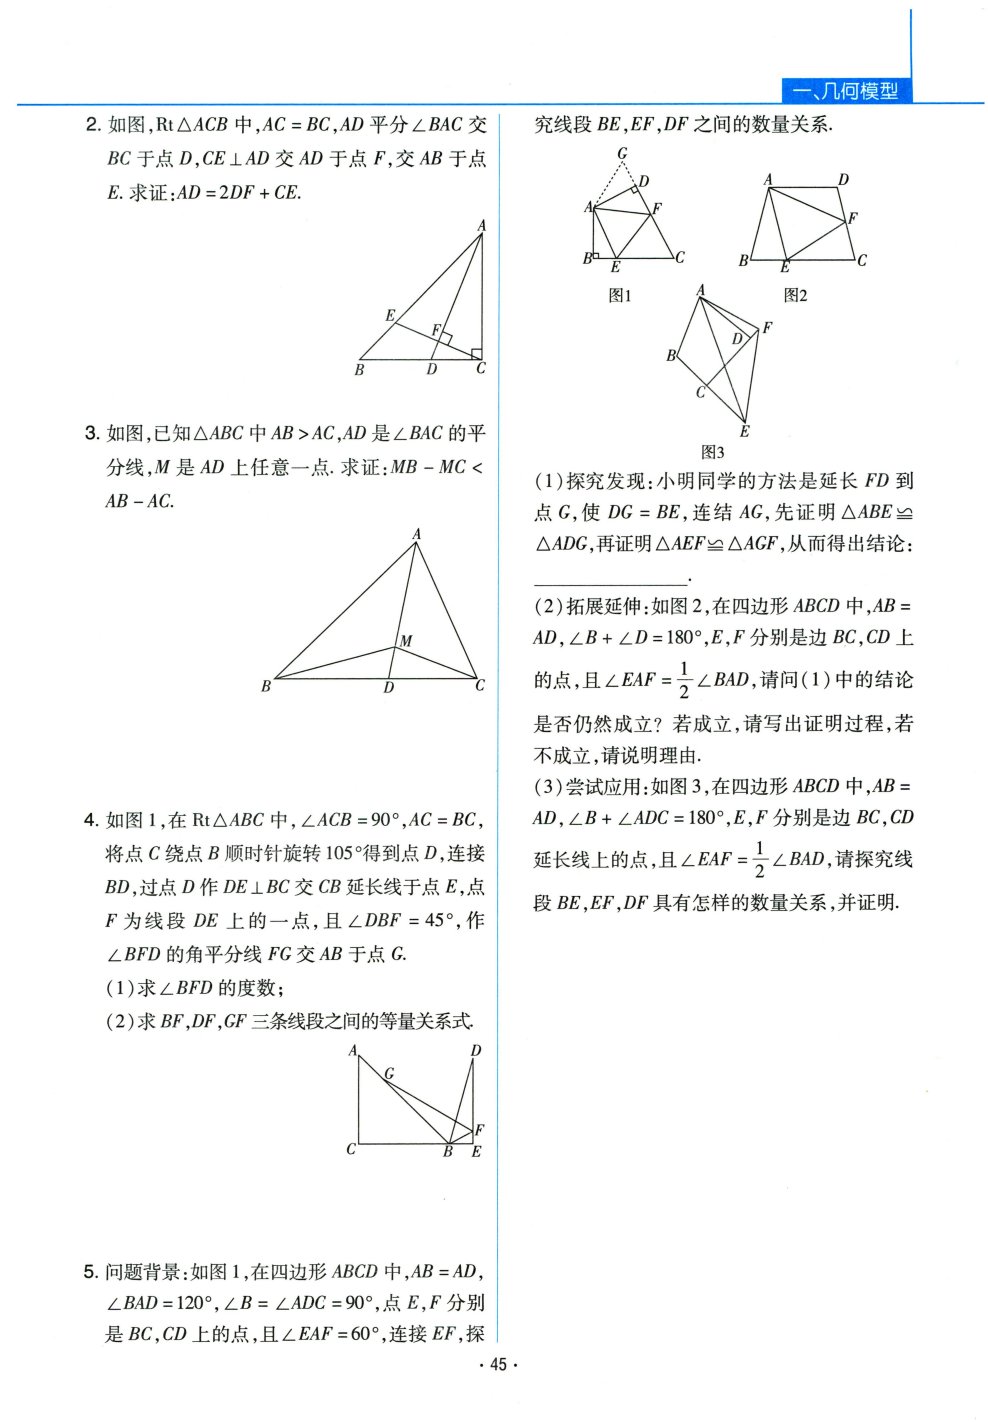 一、几何模型
2. 如图,Rt△ACB 中,AC = BC,AD 平分∠BAC 交
BC 于点 D,CE⊥AD 交 AD 于点 F,交 AB 于点
E. 求证:AD = 2DF + CE.
A
E
F
B
D
C
3. 如图,已知△ABC 中 AB > AC,AD 是∠BAC 的平
分线,M 是 AD 上任意一点. 求证:MB - MC <
AB - AC.
A
M
B
D
C
4. 如图 1,在 Rt△ABC 中,∠ACB = 90°,AC = BC,
将点 C 绕点 B 顺时针旋转 105°得到点 D,连接
BD,过点 D 作 DE⊥BC 交 CB 延长线于点 E,点
F 为线段 DE 上的一点,且∠DBF = 45°,作
∠BFD 的角平分线 FG 交 AB 于点 G.
(1)求∠BFD 的度数;
(2)求 BF,DF,GF 三条线段之间的等量关系式.
A
D
G
F
C
B
E
5. 问题背景:如图 1,在四边形 ABCD 中,AB = AD,
∠BAD = 120°,∠B = ∠ADC = 90°,点 E,F 分别
是 BC,CD 上的点,且∠EAF = 60°,连接 EF,探
究线段 BE,EF,DF 之间的数量关系.
G
D
A
F
B
E
C
图1
A
D
F
B
E
C
图2
A
F
D
B
C
E
图3
(1)探究发现:小明同学的方法是延长 FD 到
点 G,使 DG = BE,连结 AG,先证明△ABE≌
△ADG,再证明△AEF≌△AGF,从而得出结论:
.
(2)拓展延伸:如图 2,在四边形 ABCD 中,AB =
AD,∠B + ∠D = 180°,E,F 分别是边 BC,CD 上
的点,且∠EAF = 1/2∠BAD,请问(1)中的结论
是否仍然成立? 若成立,请写出证明过程,若
不成立,请说明理由.
(3)尝试应用:如图 3,在四边形 ABCD 中,AB =
AD,∠B + ∠ADC = 180°,E,F 分别是边 BC,CD
延长线上的点,且∠EAF = 1/2∠BAD,请探究线
段 BE,EF,DF 具有怎样的数量关系,并证明.
· 45 ·